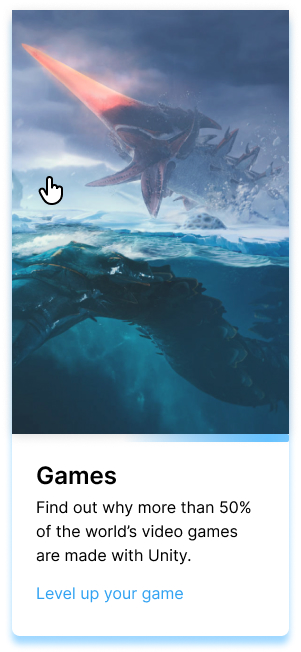 Games
Find out why more than 50%
of the world’s video games
are made with Unity.
Level up your game